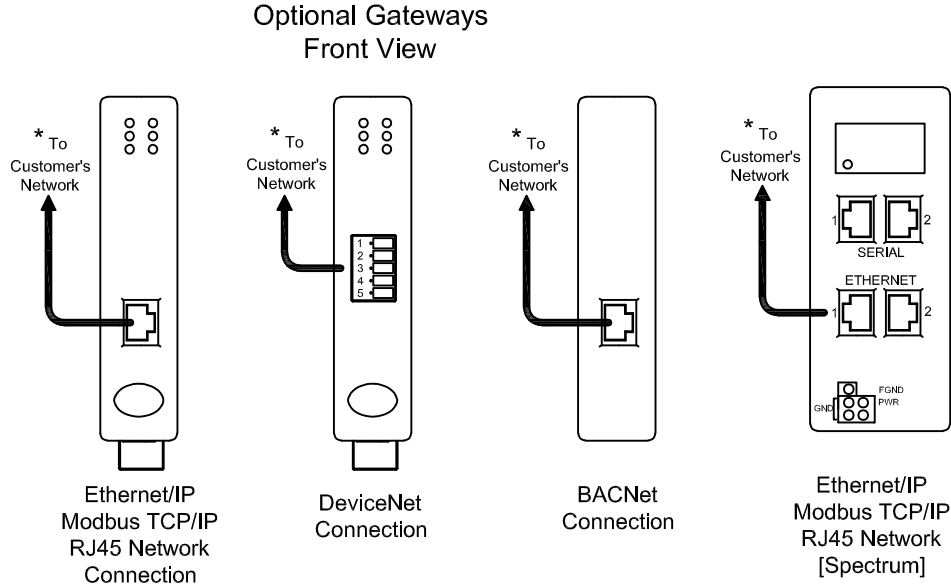 Optional Gateways
Front View
* To
Customer's
Network
Ethernet/IP
Modbus TCP/IP
RJ45 Network
Connection
* To
Customer's
Network
1
2
3
4
5
DeviceNet
Connection
* To
Customer's
Network
BACNet
Connection
* To
Customer's
Network
1 2
SERIAL
ETHERNET
1 2
FGND
GND PWR
Ethernet/IP
Modbus TCP/IP
RJ45 Network
[Spectrum]